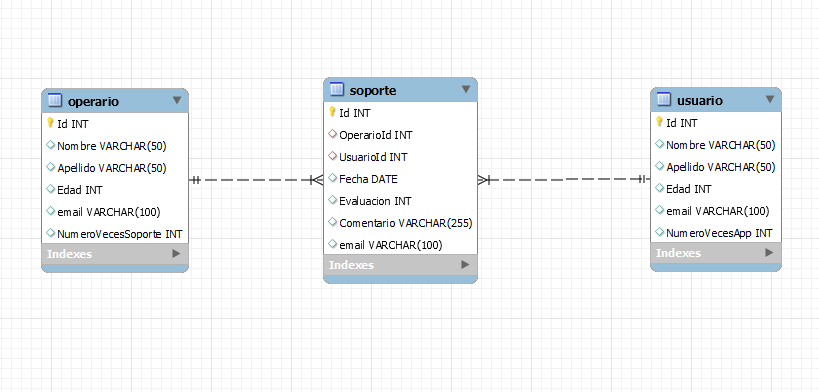 operario
Id INT
Nombre VARCHAR(50)
Apellido VARCHAR(50)
Edad INT
email VARCHAR(100)
NumeroVecesSoporte INT
Indexes
soporte
Id INT
OperarioId INT
UsuarioId INT
Fecha DATE
Evaluacion INT
Comentario VARCHAR(255)
email VARCHAR(100)
Indexes
usuario
Id INT
Nombre VARCHAR(50)
Apellido VARCHAR(50)
Edad INT
email VARCHAR(100)
NumeroVecesApp INT
Indexes